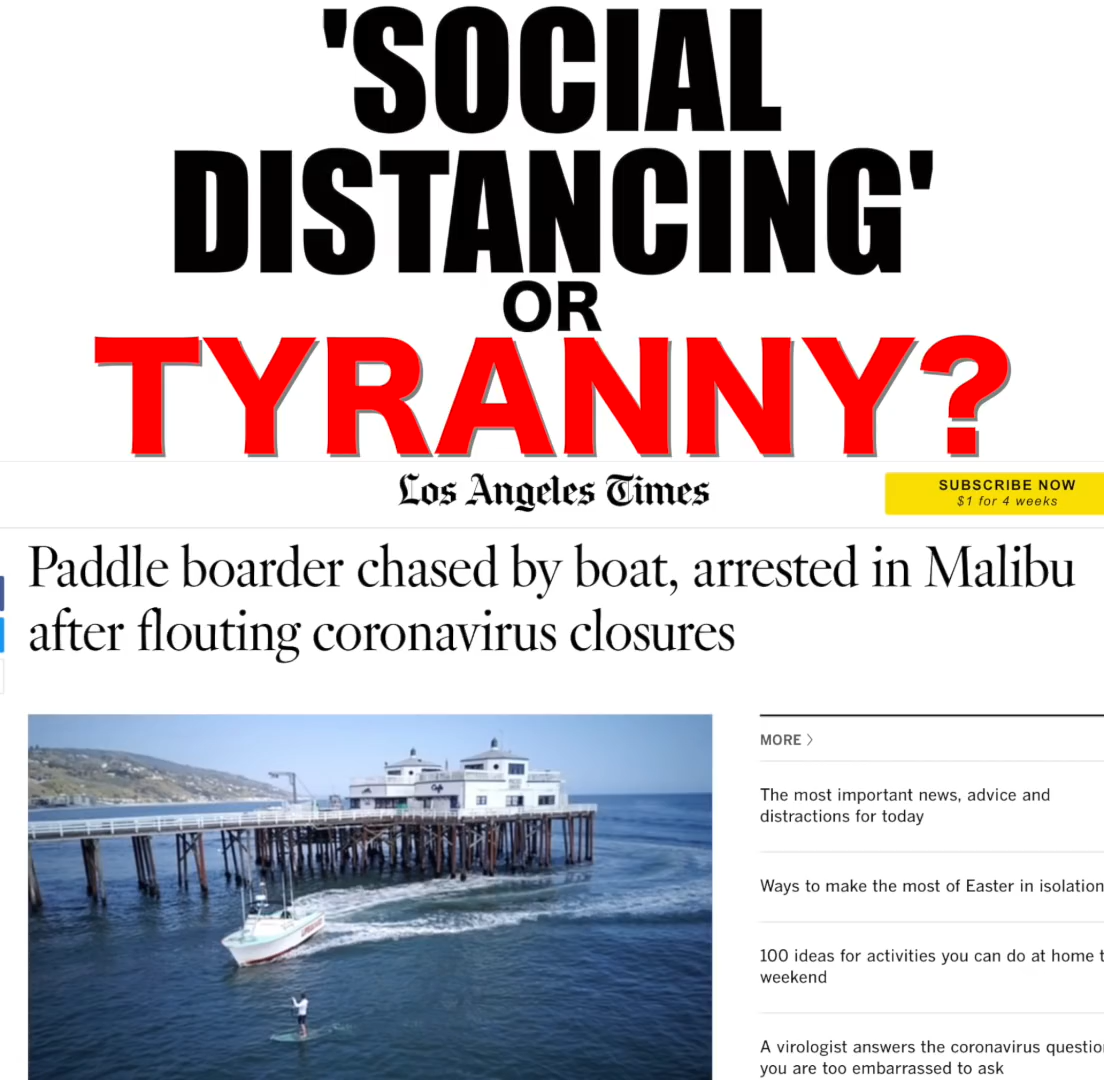 'SOCIAL
DISTANCING'
OR
TYRANNY?
Los Angeles Times
SUBSCRIBE NOW
$1 for 4 weeks
Paddle boarder chased by boat, arrested in Malibu
after flouting coronavirus closures
MORE >
The most important news, advice and
distractions for today
Ways to make the most of Easter in isolation
100 ideas for activities you can do at home
weekend
A virologist answers the coronavirus
you are too embarrassed to ask